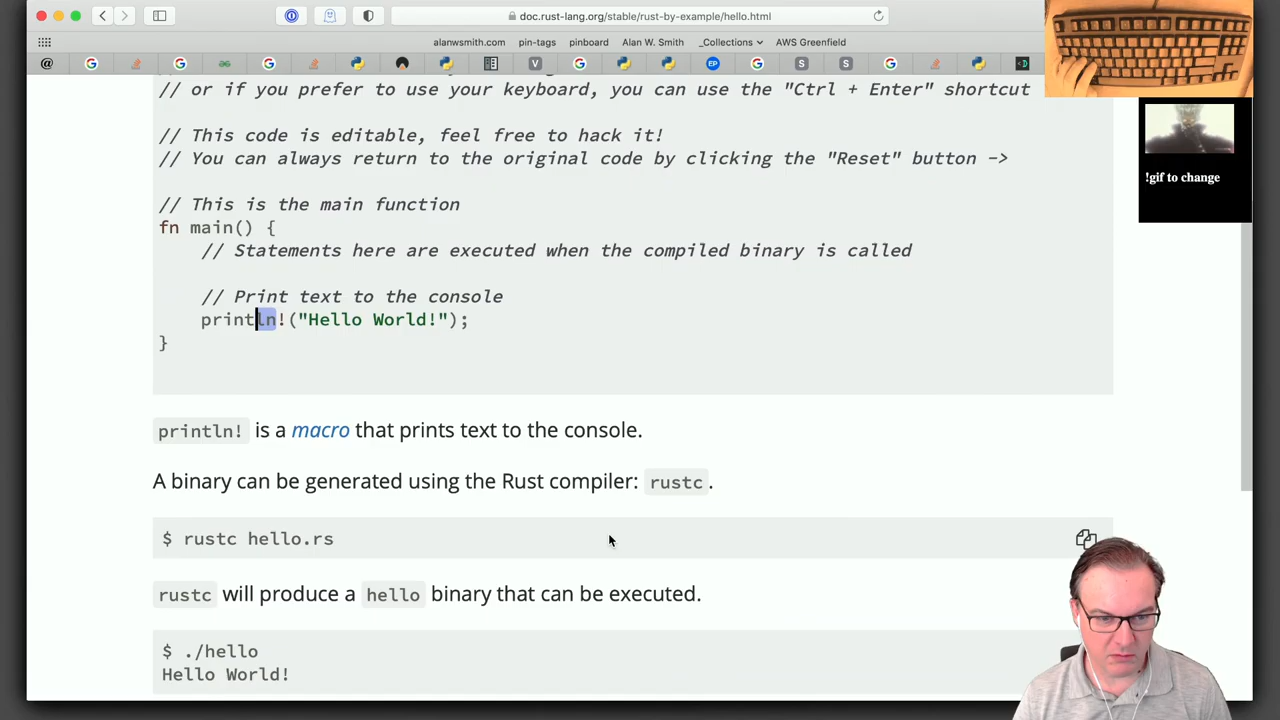 doc.rust-lang.org/stable/rust-by-example/hello.html
alanwsmith.com pin-tags pinboard Alan W. Smith _Collections AWS Greenfield
// or if you prefer to use your keyboard, you can use the "Ctrl + Enter" shortcut
// This code is editable, feel free to hack it!
// You can always return to the original code by clicking the "Reset" button ->
// This is the main function
fn main() {
// Statements here are executed when the compiled binary is called
// Print text to the console
println!("Hello World!");
}
println! is a macro that prints text to the console.
A binary can be generated using the Rust compiler: rustc.
$ rustc hello.rs
rustc will produce a hello binary that can be executed.
$ ./hello
Hello World!
!gif to change